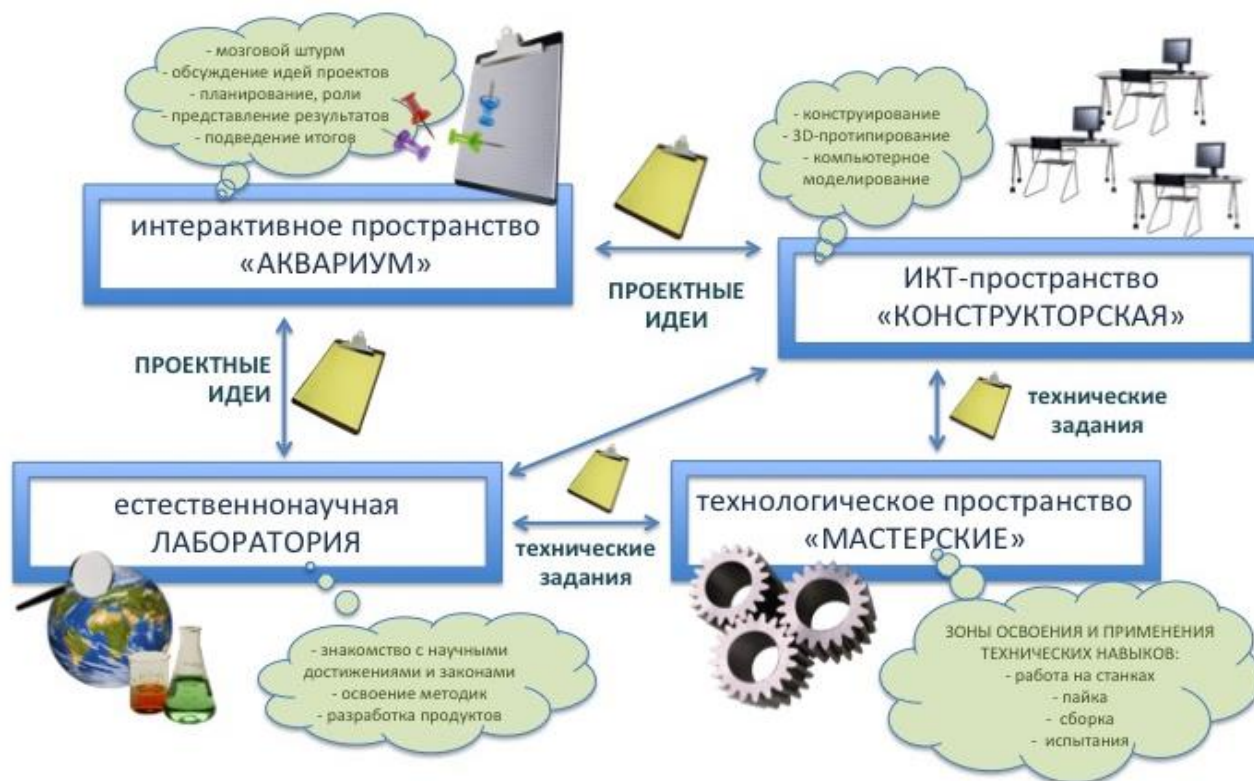 - мозговой штурм
- обсуждение идей проектов
- планирование, роли
- представление результатов
- подведение итогов
интерактивное пространство
«АКВАРИУМ»
- конструирование
- 3D-протипирование
- компьютерное
моделирование
ИКТ-пространство
«КОНСТРУКТОРСКАЯ»
ПРОЕКТНЫЕ
ИДЕИ
ПРОЕКТНЫЕ
ИДЕИ
технические
задания
естественнонаучная
ЛАБОРАТОРИЯ
технические
задания
технологическое пространство
«МАСТЕРСКИЕ»
- знакомство с научными
достижениями и законами
- освоение методик
- разработка продуктов
ЗОНЫ ОСВОЕНИЯ И ПРИМЕНЕНИЯ
ТЕХНИЧЕСКИХ НАВЫКОВ:
- работа на станках
- пайка
- сборка
- испытания